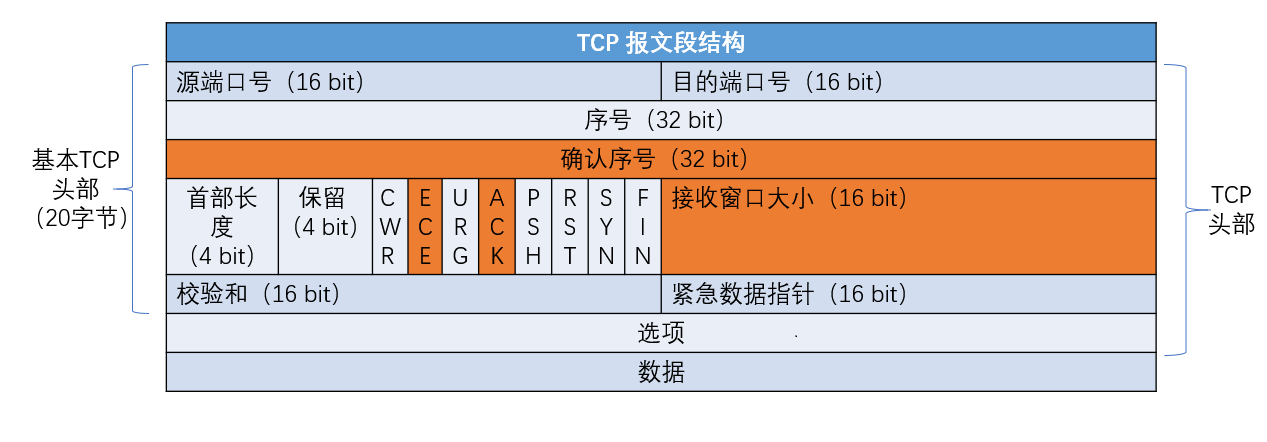 TCP 报文段结构
源端口号（16 bit）
目的端口号（16 bit）
序号（32 bit）
确认序号（32 bit）
基本TCP
头部
（20字节）
首部长
度
（4 bit）
保留
（4 bit）
CWR
ECE
URG
ACK
PSH
RST
SYN
FIN
接收窗口大小（16 bit）
TCP
头部
校验和（16 bit）
紧急数据指针（16 bit）
选项
数据